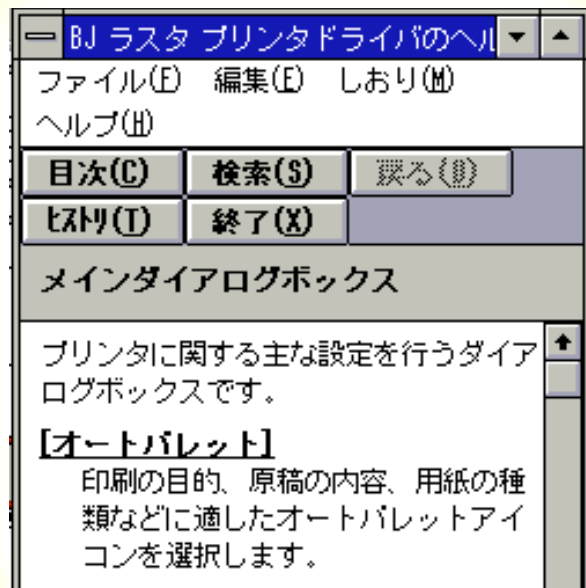 BJ ラスタ プリンタドライバのヘル
ファイル(F) 編集(E) しおり(M)
ヘルプ(H)
目次(C) 検索(S) 戻る(B)
ﾋｽﾄﾘ(T) 終了(X)
メインダイアログボックス
プリンタに関する主な設定を行うダイア
ログボックスです。
[オートパレット]
印刷の目的、原稿の内容、用紙の種
類などに適したオートパレットアイ
コンを選択します。